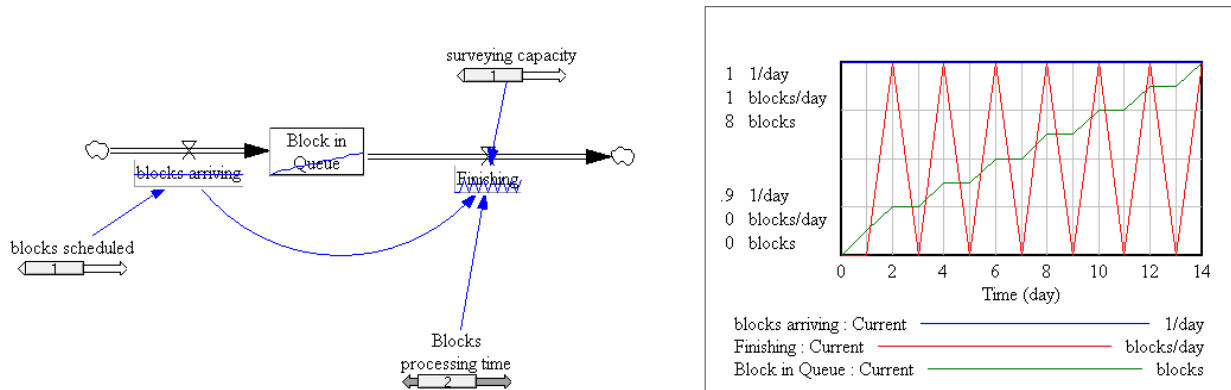 surveying capacity
1
Block in
Queue
blocks arriving
Finishing
blocks scheduled
1
Blocks
processing time
2
1 1/day
1 blocks/day
8 blocks
.9 1/day
0 blocks/day
0 blocks
0 2 4 6 8 10 12 14
Time (day)
blocks arriving : Current 1/day
Finishing : Current blocks/day
Block in Queue : Current blocks